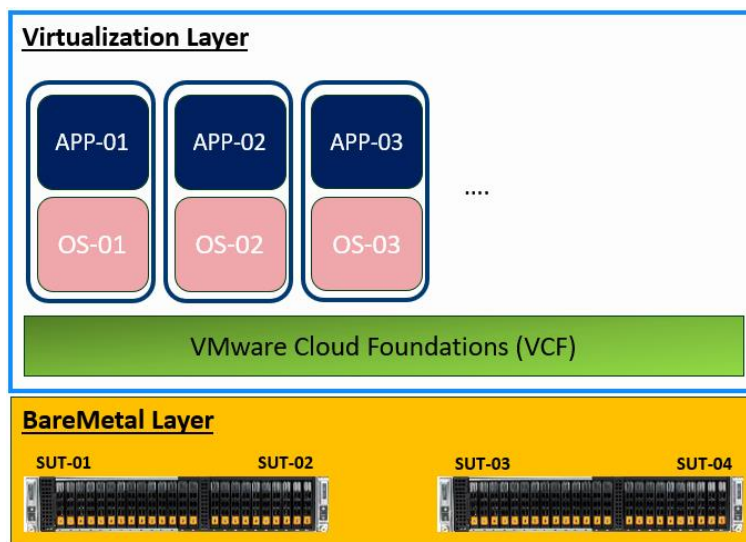 Virtualization Layer
APP-01 APP-02 APP-03
....
OS-01 OS-02 OS-03
VMware Cloud Foundations (VCF)
BareMetal Layer
SUT-01 SUT-02 SUT-03 SUT-04